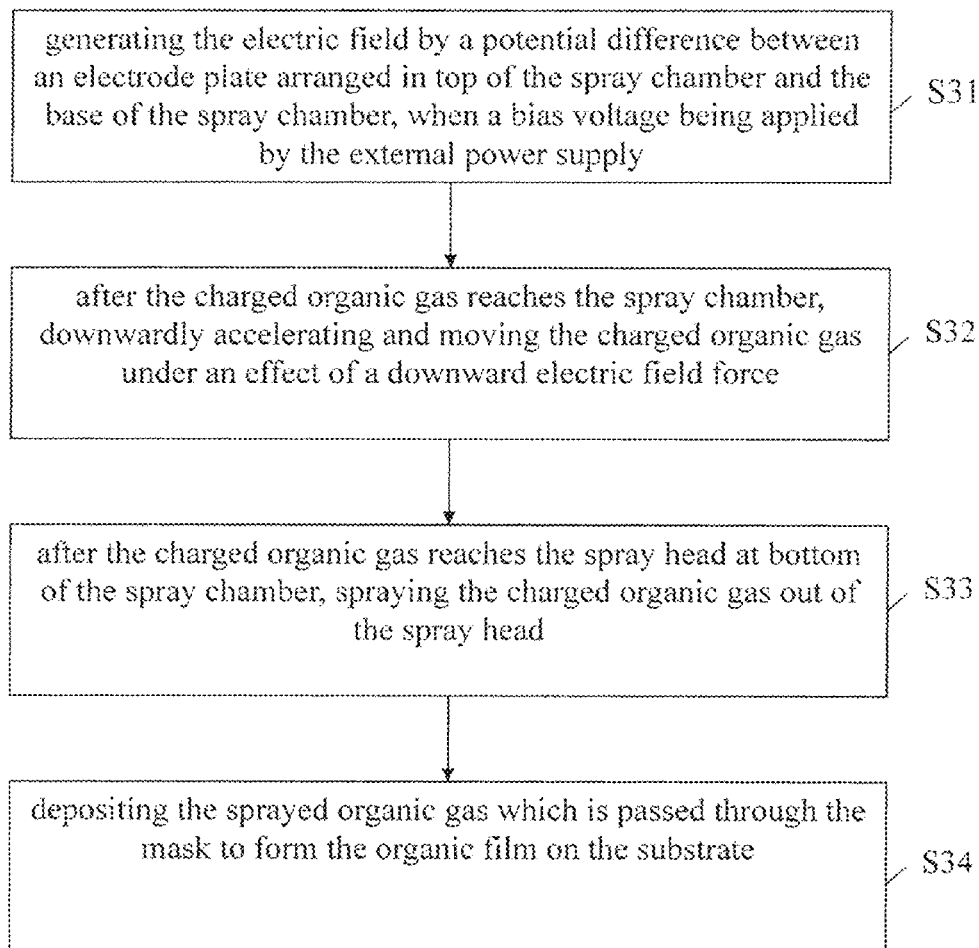 generating the electric field by a potential difference between
an electrode plate arranged in top of the spray chamber and the
base of the spray chamber, when a bias voltage being applied
by the external power supply
S31
after the charged organic gas reaches the spray chamber,
downwardly accelerating and moving the charged organic gas
under an effect of a downward electric field force
S32
after the charged organic gas reaches the spray head at bottom
of the spray chamber, spraying the charged organic gas out of
the spray head
S33
depositing the sprayed organic gas which is passed through the
mask to form the organic film on the substrate
S34